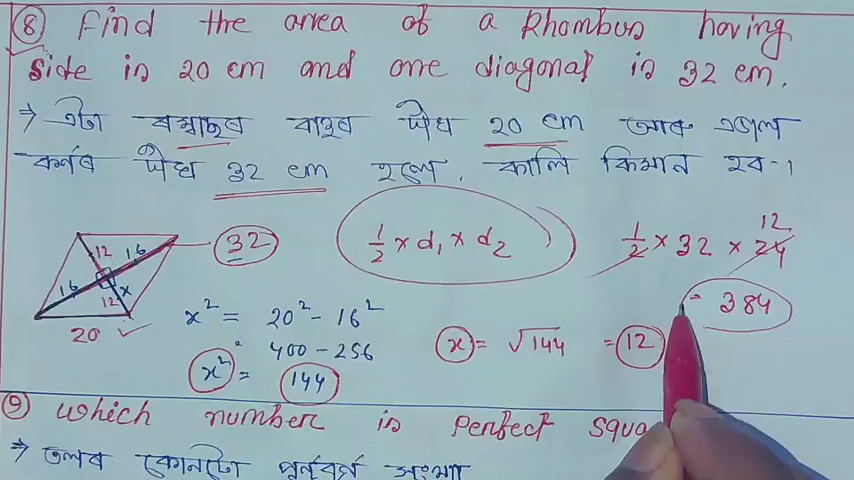 ⑧ Find the area of a Rhombus having
side is 20 cm and one diagonal is 32 cm.
⇒ এটা ৰম্বাছৰ বাহুৰ দৈৰ্ঘ 20 cm আৰু এডাল
কৰ্ণৰ দৈৰ্ঘ 32 cm হলে, কালি কিমান হব-।
12 16 16 12 x 20 32
1/2 × d₁ × d₂
1/2 × 32 × 24 12
= 384
x² = 20² - 16²
= 400 - 256
x² = 144
x = √144 = 12
⑨ which number is perfect squa
⇒ তলৰ কোনটো পূৰ্নবৰ্গ সংখ্যা